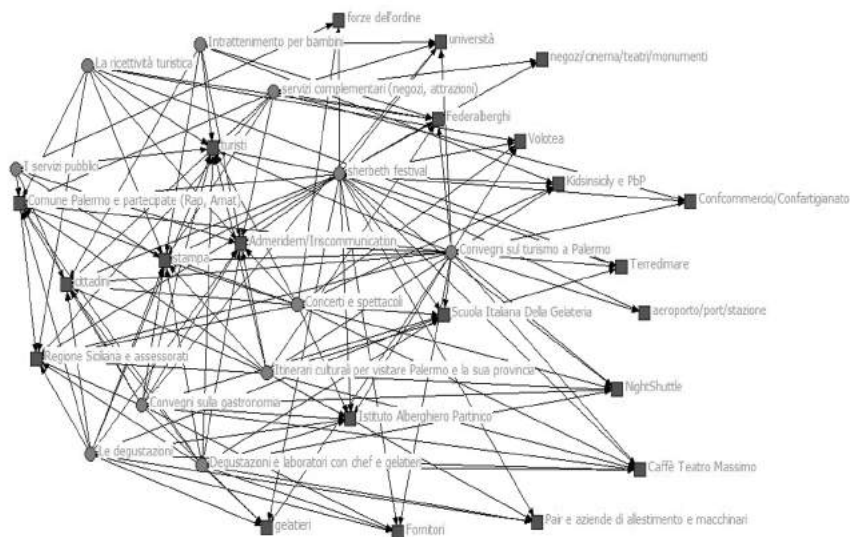 forze dell'ordine
Intrattenimento per bambini
università
negozi/cinema/teatri/monumenti
La ricettività turistica
servizi complementari (negozi, attrazioni)
Federalberghi
Volotea
turisti
I servizi pubblici
sherbeth festival
Kidsinsicily e PbP
Comune Palermo e partecipate (Rap, Amat)
Confcommercio/Confartigianato
Admeridem/Iriscommunication
Convegni sul turismo a Palermo
stampa
Terredimare
cittadini
Concerti e spettacoli
Scuola Italiana Della Gelateria
aeroporto/port/stazione
Regione Siciliana e assessorati
Itinerari culturali per visitare Palermo e la sua provincia
NightShuttle
Convegni sulla gastronomia
Istituto Alberghiero Partinico
Le degustazioni
Degustazioni e laboratori con chef e gelatieri
Caffè Teatro Massimo
gelatieri
Fornitori
Pair e aziende di allestimento e macchinari